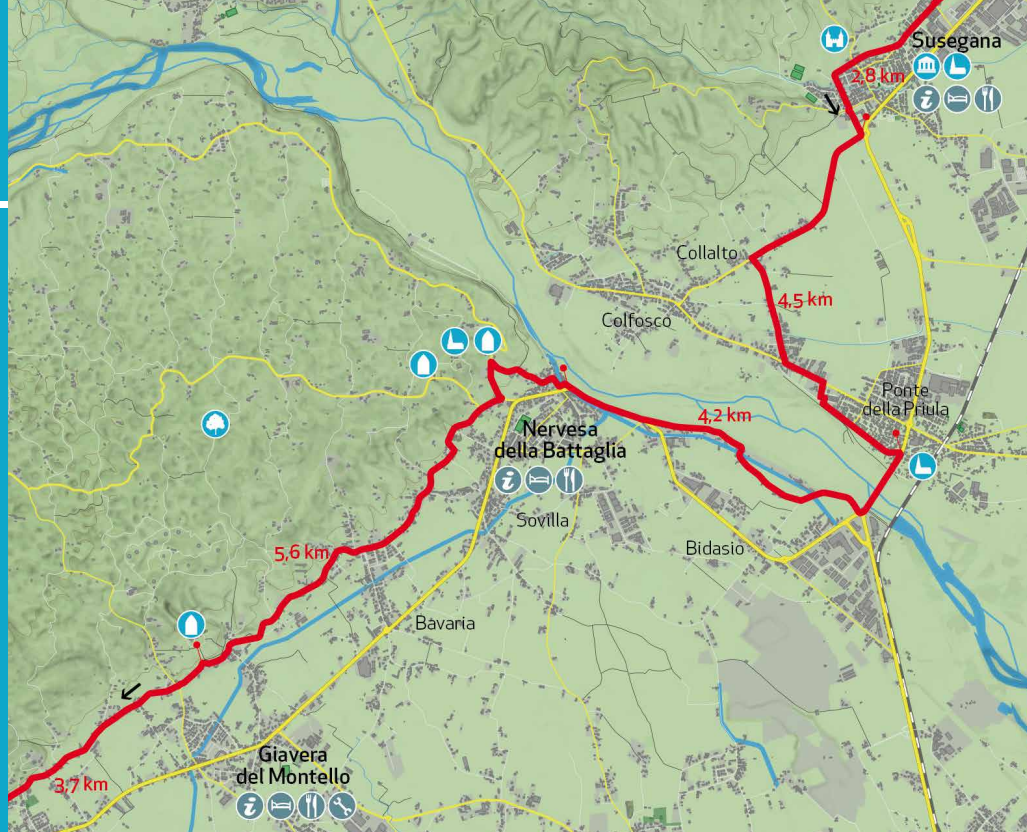 Susegana
2,8 km
i
Collalto
4,5 km
Colfosco
Ponte
della Priula
4,2 km
Nervesa
della Battaglia
i
Sovilla
5,6 km
Bidasio
Bavaria
Giavera
del Montello
3,7 km
i